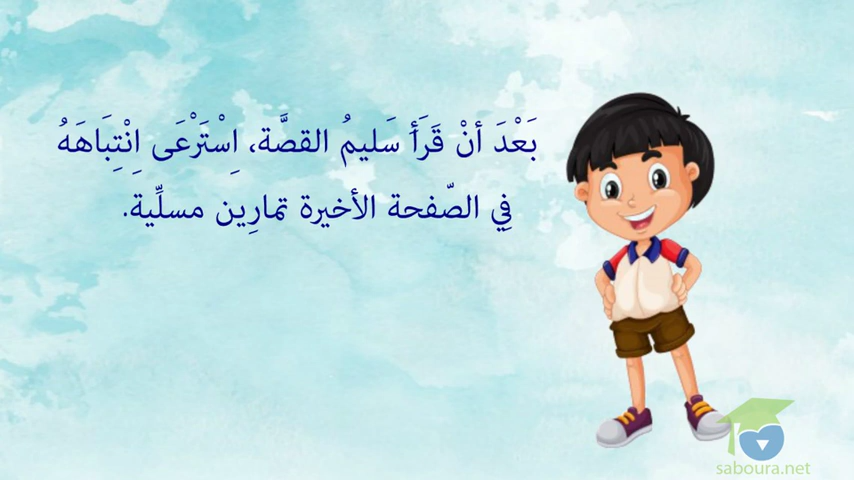 بَعْدَ أنْ قَرَأَ سَليمُ القصَّة، اِسْتَرْعَى اِنْتِبَاهَهُ
فِي الصّفحة الأخيرة تمارِين مسلِّية.
saboura.net